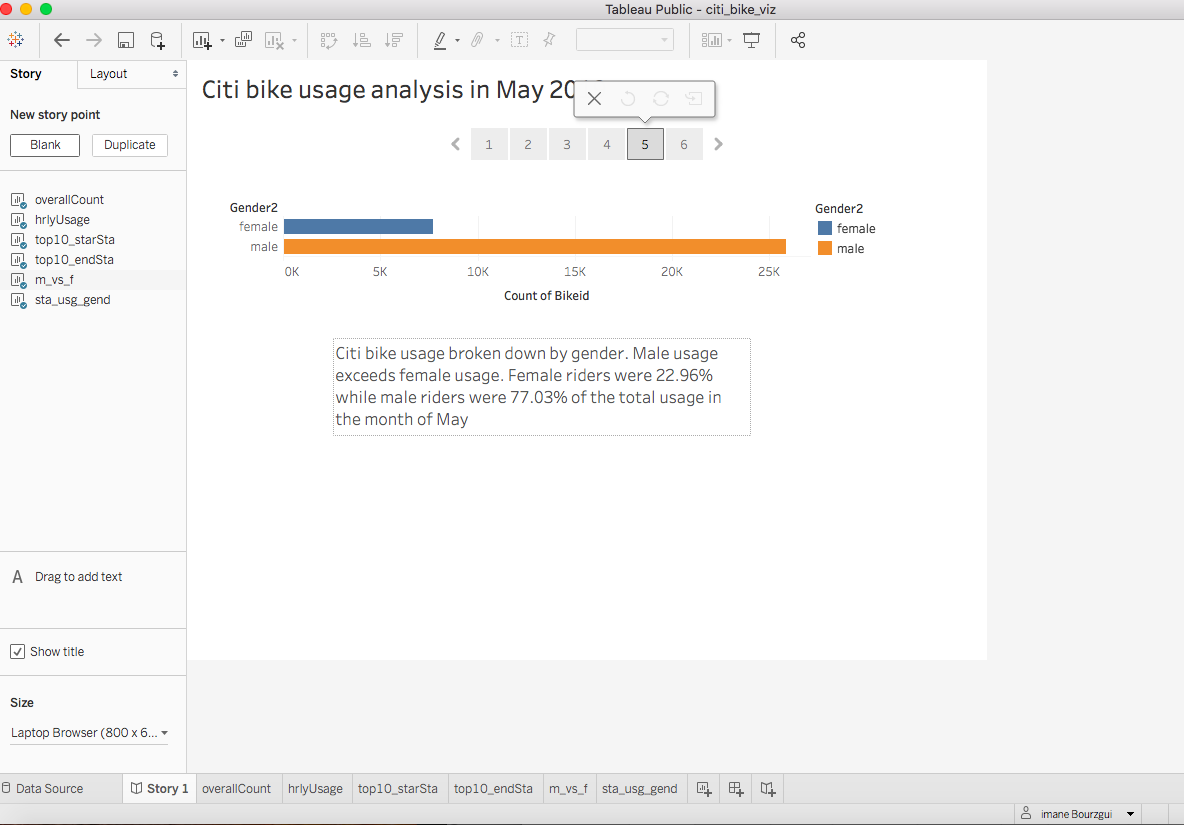 Tableau Public - citi_bike_viz
Story
Layout
Citi bike usage analysis in May
New story point
Blank
Duplicate
1
2
3
4
5
6
overallCount
hrlyUsage
top10_starSta
top10_endSta
m_vs_f
sta_usg_gend
Gender2
female
male
0K
5K
10K
15K
20K
25K
Count of Bikeid
Gender2
female
male
Citi bike usage broken down by gender. Male usage
exceeds female usage. Female riders were 22.96%
while male riders were 77.03% of the total usage in
the month of May
A Drag to add text
Show title
Size
Laptop Browser (800 x 6...
Data Source
Story 1
overallCount
hrlyUsage
top10_starSta
top10_endSta
m_vs_f
sta_usg_gend
imane Bourzgui